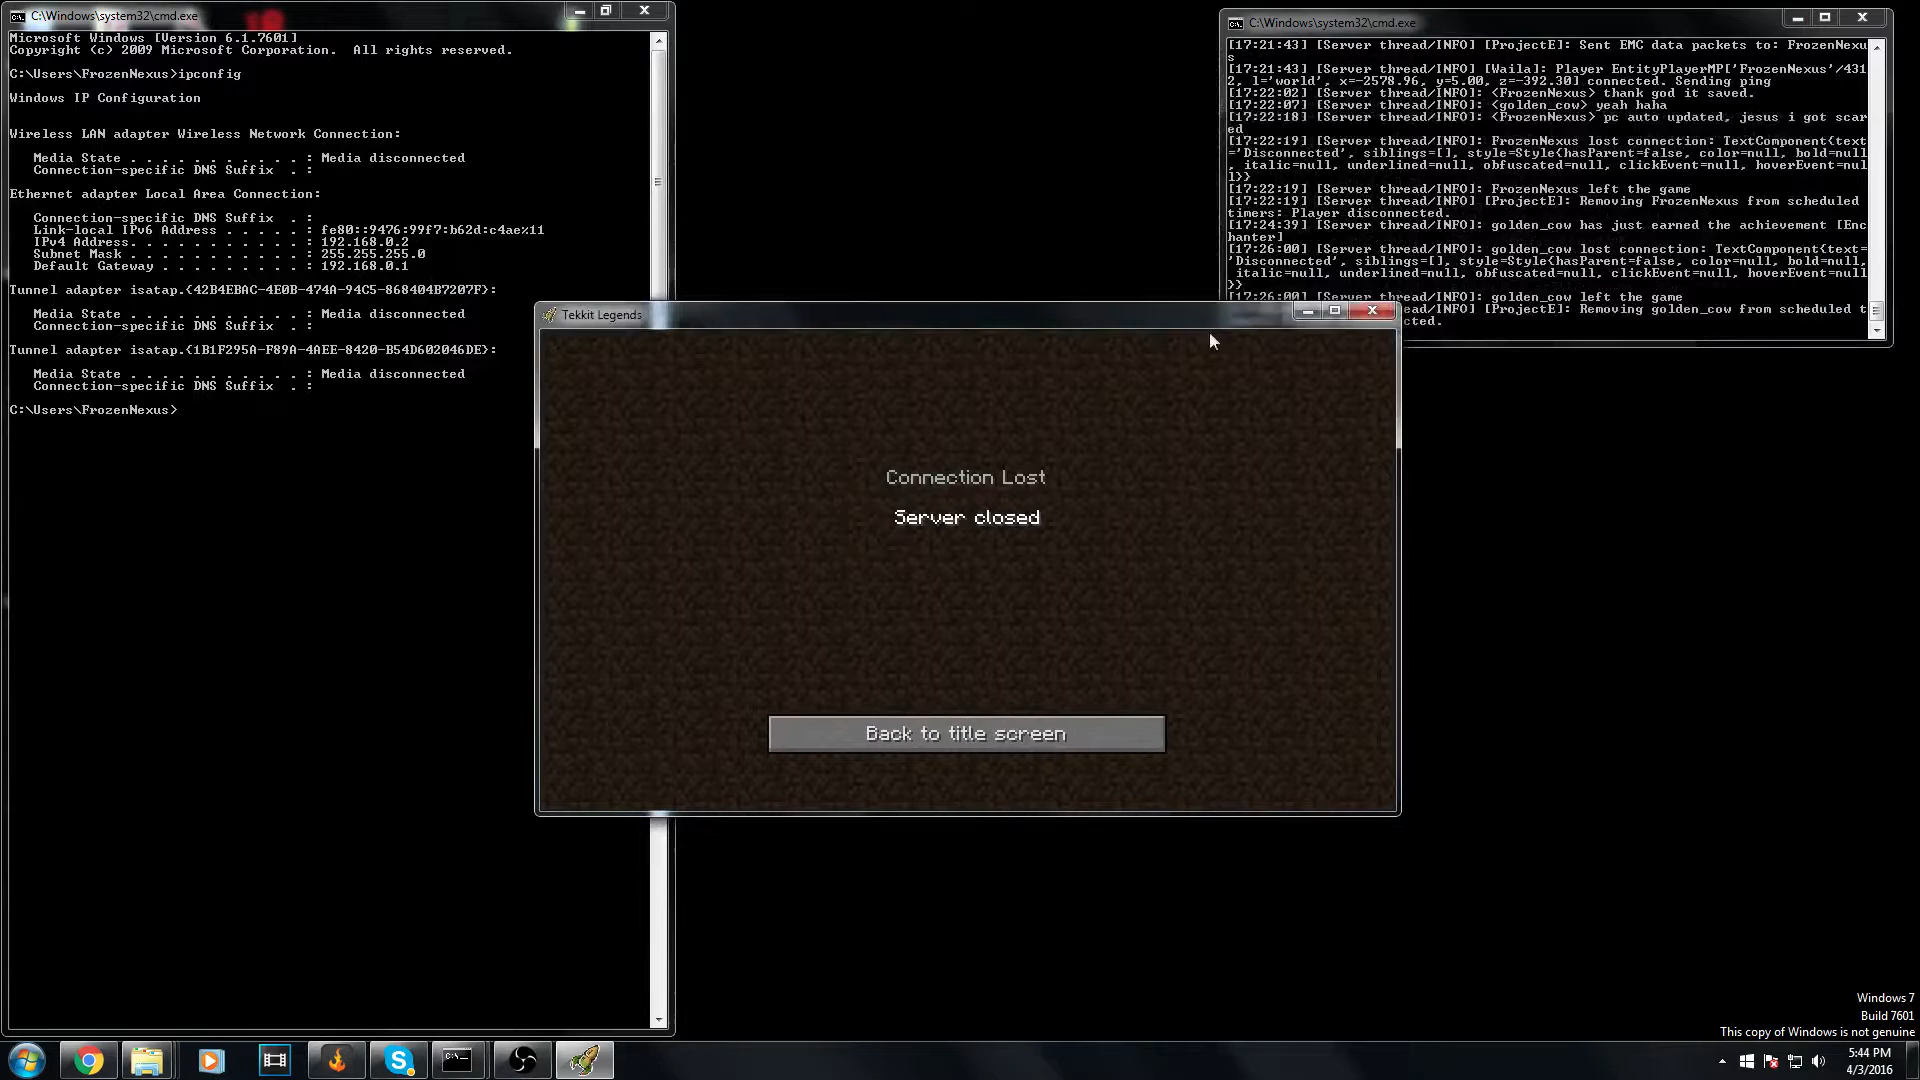 C:\Windows\system32\cmd.exe
Microsoft Windows [Version 6.1.7601]
Copyright (c) 2009 Microsoft Corporation.  All rights reserved.
C:\Users\FrozenNexus>ipconfig
Windows IP Configuration
Wireless LAN adapter Wireless Network Connection:
Media State . . . . . . . . . . . : Media disconnected
Connection-specific DNS Suffix  . :
Ethernet adapter Local Area Connection:
Connection-specific DNS Suffix  . :
Link-local IPv6 Address . . . . . : fe80::9476:99f7:b62d:c4ae%11
IPv4 Address. . . . . . . . . . . : 192.168.0.2
Subnet Mask . . . . . . . . . . . : 255.255.255.0
Default Gateway . . . . . . . . . : 192.168.0.1
Tunnel adapter isatap.{42B4EBAC-4E0B-474A-94C5-868404B7207F}:
Media State . . . . . . . . . . . : Media disconnected
Connection-specific DNS Suffix  . :
Tunnel adapter isatap.{1B1F295A-F89A-4AEE-8420-B54D602046DE}:
Media State . . . . . . . . . . . : Media disconnected
Connection-specific DNS Suffix  . :
C:\Users\FrozenNexus>
C:\Windows\system32\cmd.exe
[17:21:43] [Server thread/INFO] [ProjectE]: Sent EMC data packets to: FrozenNexu
s
[17:21:43] [Server thread/INFO] [Waila]: Player EntityPlayerMP['FrozenNexus'/431
2, l='world', x=-2578.96, y=5.00, z=-392.30] connected. Sending ping
[17:22:02] [Server thread/INFO]: <FrozenNexus> thank god it saved.
[17:22:07] [Server thread/INFO]: <golden_cow> yeah haha
[17:22:18] [Server thread/INFO]: <FrozenNexus> pc auto updated, jesus i got scar
ed
[17:22:19] [Server thread/INFO]: FrozenNexus lost connection: TextComponent{text
='Disconnected', siblings=[], style=Style{hasParent=false, color=null, bold=null
, italic=null, underlined=null, obfuscated=null, clickEvent=null, hoverEvent=nul
l}}
[17:22:19] [Server thread/INFO]: FrozenNexus left the game
[17:22:19] [Server thread/INFO] [ProjectE]: Removing FrozenNexus from scheduled
timers: Player disconnected.
[17:24:39] [Server thread/INFO]: golden_cow has just earned the achievement [Enc
hanter]
[17:26:00] [Server thread/INFO]: golden_cow lost connection: TextComponent{text=
'Disconnected', siblings=[], style=Style{hasParent=false, color=null, bold=null,
italic=null, underlined=null, obfuscated=null, clickEvent=null, hoverEvent=null
}}
[17:26:00] [Server thread/INFO]: golden_cow left the game
[Server thread/INFO] [ProjectE]: Removing golden_cow from scheduled t
cted.
Tekkit Legends
Connection Lost
Server closed
Back to title screen
Windows 7
Build 7601
This copy of Windows is not genuine
5:44 PM
4/3/2016